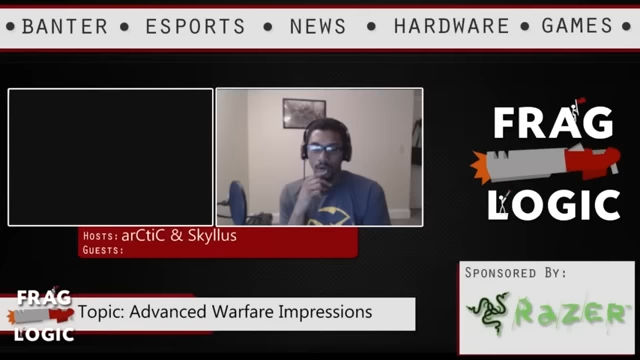 • BANTER • ESPORTS • NEWS • HARDWARE • GAMES •
FRAG
LOGIC
HOSTS: arCtiC & Skyllus
GUESTS:
SPONSORED BY:
RAZER
FRAG
LOGIC
Topic: Advanced Warfare Impressions